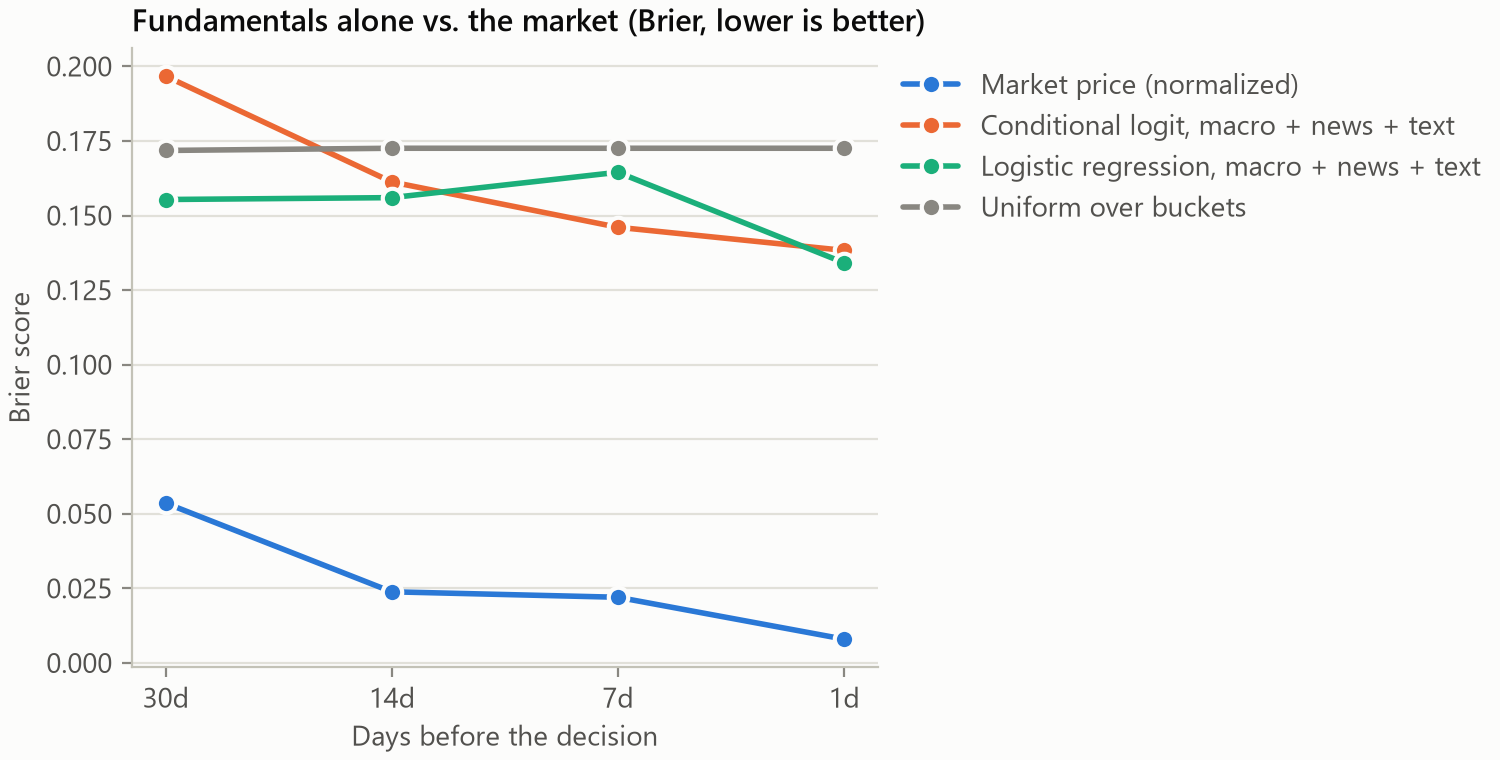 Fundamentals alone vs. the market (Brier, lower is better)
Market price (normalized)
Conditional logit, macro + news + text
Logistic regression, macro + news + text
Uniform over buckets
Brier score
0.200
0.175
0.150
0.125
0.100
0.075
0.050
0.025
0.000
30d
14d
7d
1d
Days before the decision